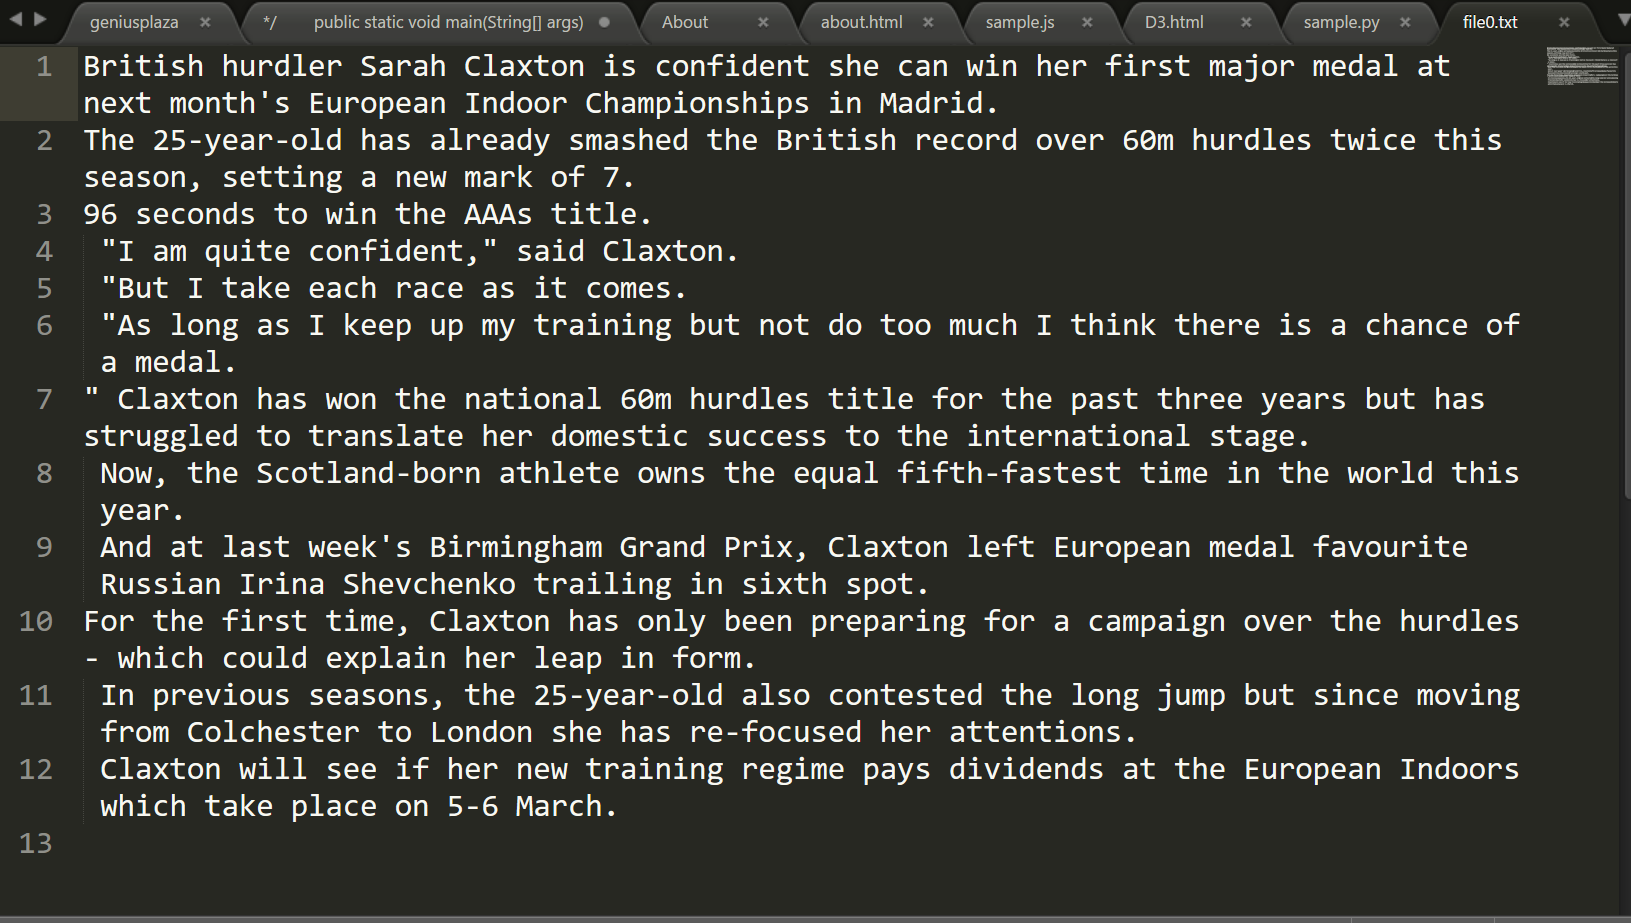 geniusplaza
*/ public static void main(String[] args)
About
about.html
sample.js
D3.html
sample.py
file0.txt
1 British hurdler Sarah Claxton is confident she can win her first major medal at
next month's European Indoor Championships in Madrid.
2 The 25-year-old has already smashed the British record over 60m hurdles twice this
season, setting a new mark of 7.
3 96 seconds to win the AAAs title.
4 "I am quite confident," said Claxton.
5 "But I take each race as it comes.
6 "As long as I keep up my training but not do too much I think there is a chance of
a medal.
7 " Claxton has won the national 60m hurdles title for the past three years but has
struggled to translate her domestic success to the international stage.
8 Now, the Scotland-born athlete owns the equal fifth-fastest time in the world this
year.
9 And at last week's Birmingham Grand Prix, Claxton left European medal favourite
Russian Irina Shevchenko trailing in sixth spot.
10 For the first time, Claxton has only been preparing for a campaign over the hurdles
- which could explain her leap in form.
11 In previous seasons, the 25-year-old also contested the long jump but since moving
from Colchester to London she has re-focused her attentions.
12 Claxton will see if her new training regime pays dividends at the European Indoors
which take place on 5-6 March.
13